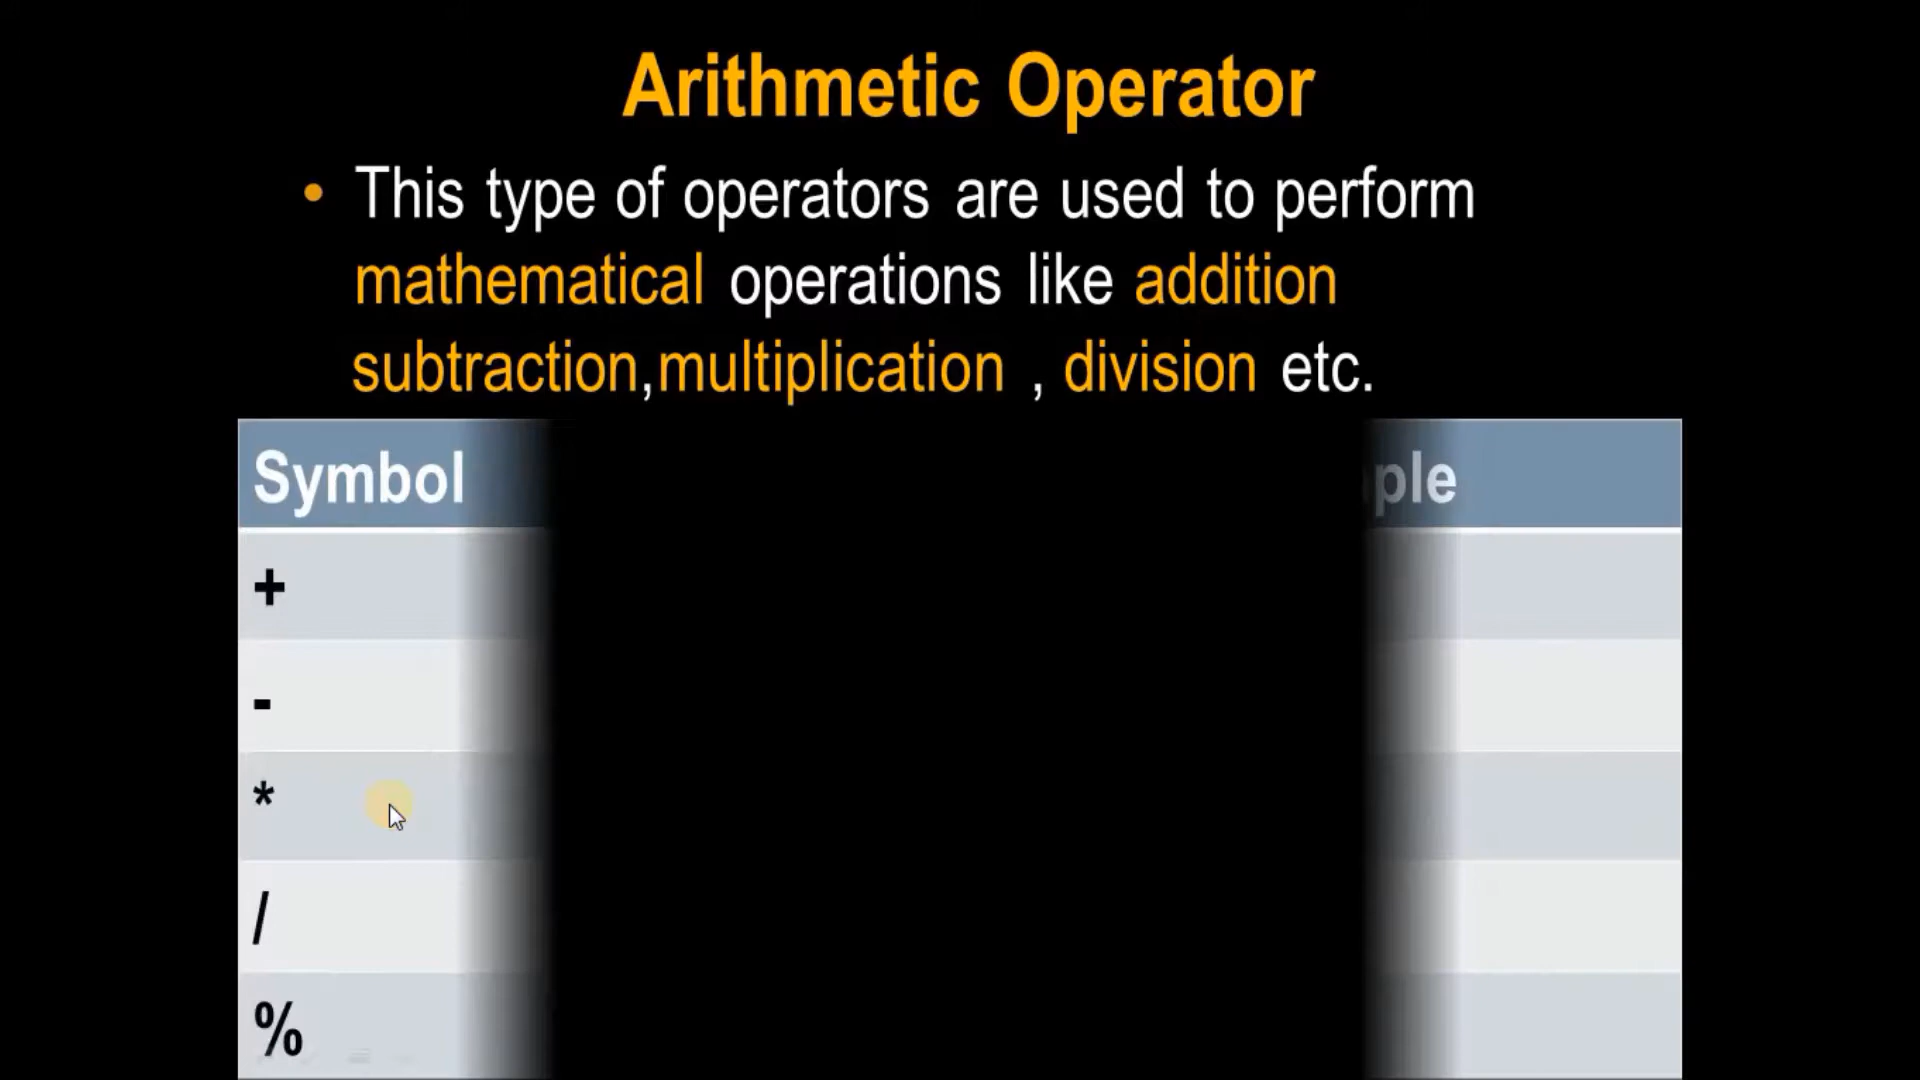 Arithmetic Operator
• This type of operators are used to perform
mathematical operations like addition
subtraction,multiplication , division etc.
Symbol
+
-
*
/
%